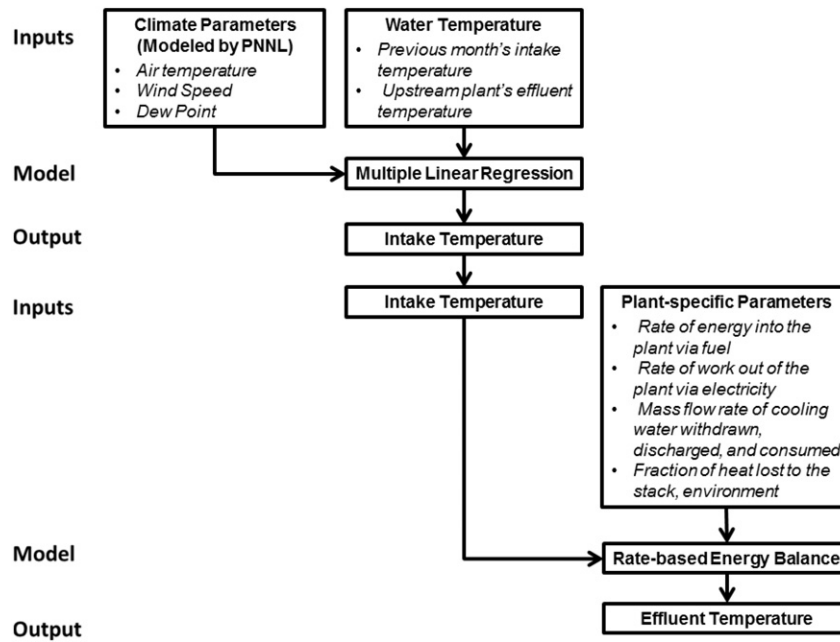 Inputs
Climate Parameters
(Modeled by PNNL)
• Air temperature
• Wind Speed
• Dew Point
Water Temperature
• Previous month's intake
temperature
• Upstream plant's effluent
temperature
Model
Multiple Linear Regression
Output
Intake Temperature
Inputs
Intake Temperature
Plant-specific Parameters
• Rate of energy into the
plant via fuel
• Rate of work out of the
plant via electricity
• Mass flow rate of cooling
water withdrawn,
discharged, and consumed
• Fraction of heat lost to the
stack, environment
Model
Rate-based Energy Balance
Output
Effluent Temperature